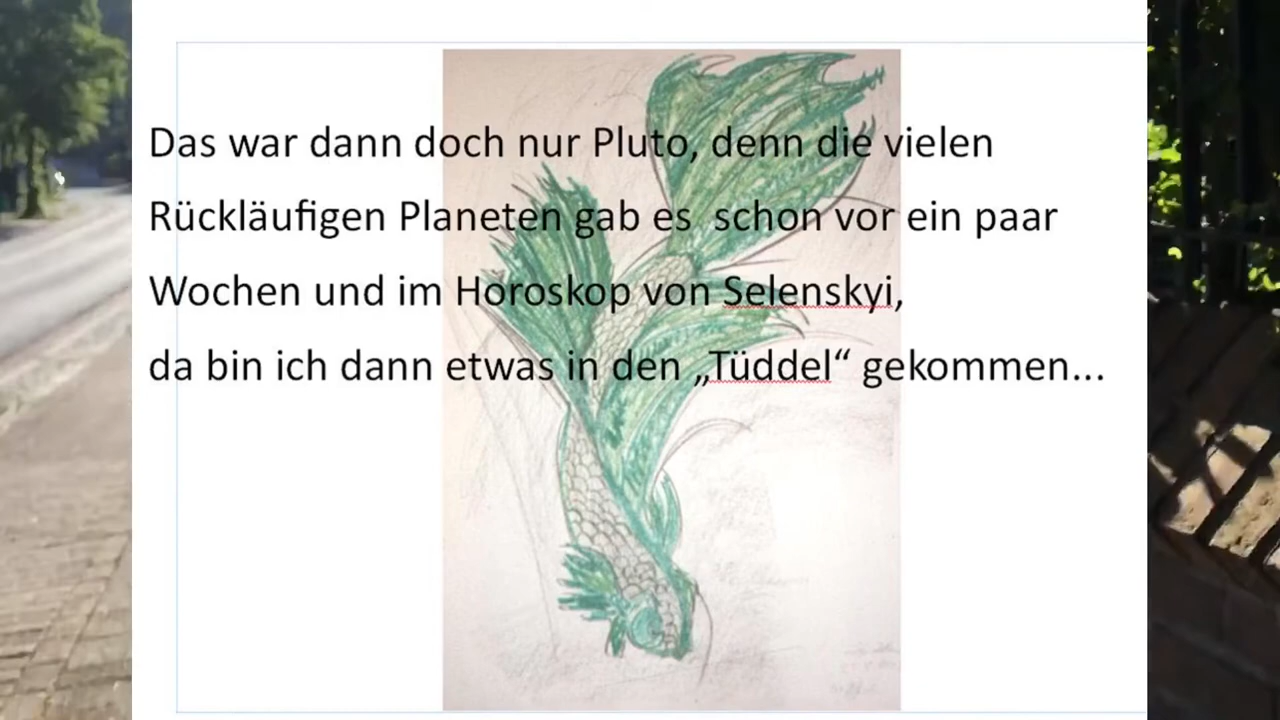 Das war dann doch nur Pluto, denn die vielen
Rückläufigen Planeten gab es schon vor ein paar
Wochen und im Horoskop von Selenskyi,
da bin ich dann etwas in den „Tüddel“ gekommen...